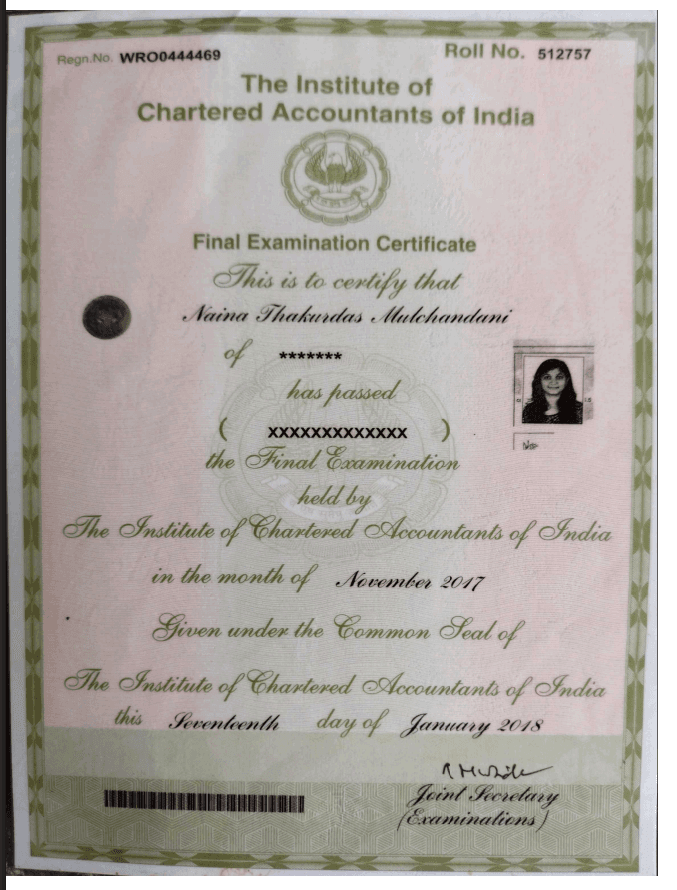 Regn.No. WRO0444469
Roll No. 512757
The Institute of
Chartered Accountants of India
Final Examination Certificate
This is to certify that
Naina Thakurdas Mulchandani
of *******
has passed
( XXXXXXXXXXXXX )
the Final Examination
held by
The Institute of Chartered Accountants of India
in the month of November 2017
Given under the Common Seal of
The Institute of Chartered Accountants of India
this Seventeenth day of January 2018
Joint Secretary
(Examinations)